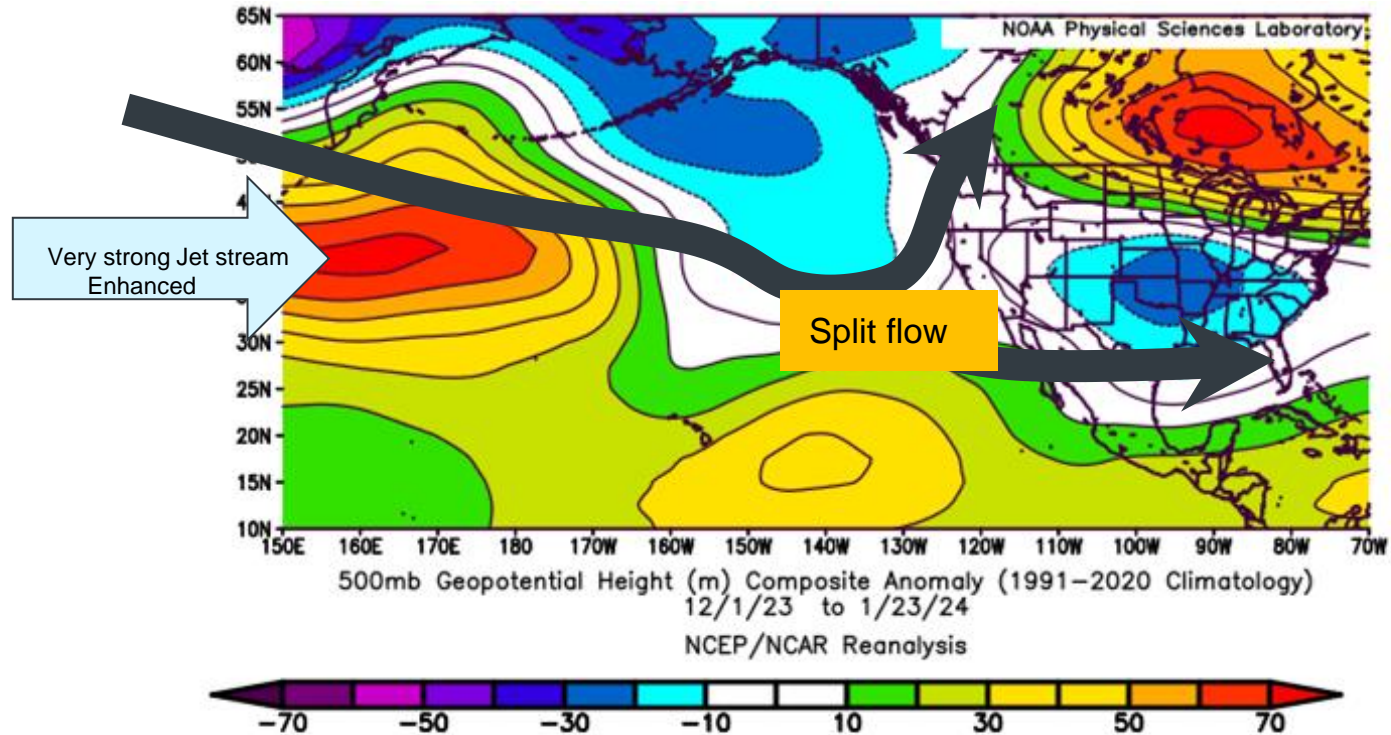 65N
NOAA Physical Sciences Laboratory
60N
55N
Very strong Jet stream
Enhanced
Split flow
30N
25N
20N
15N
10N
150E 160E 170E 180 170W 160W 150W 140W 130W 120W 110W 100W 90W 80W 70W
500mb Geopotential Height (m) Composite Anomaly (1991-2020 Climatology)
12/1/23 to 1/23/24
NCEP/NCAR Reanalysis
-70 -50 -30 -10 10 30 50 70